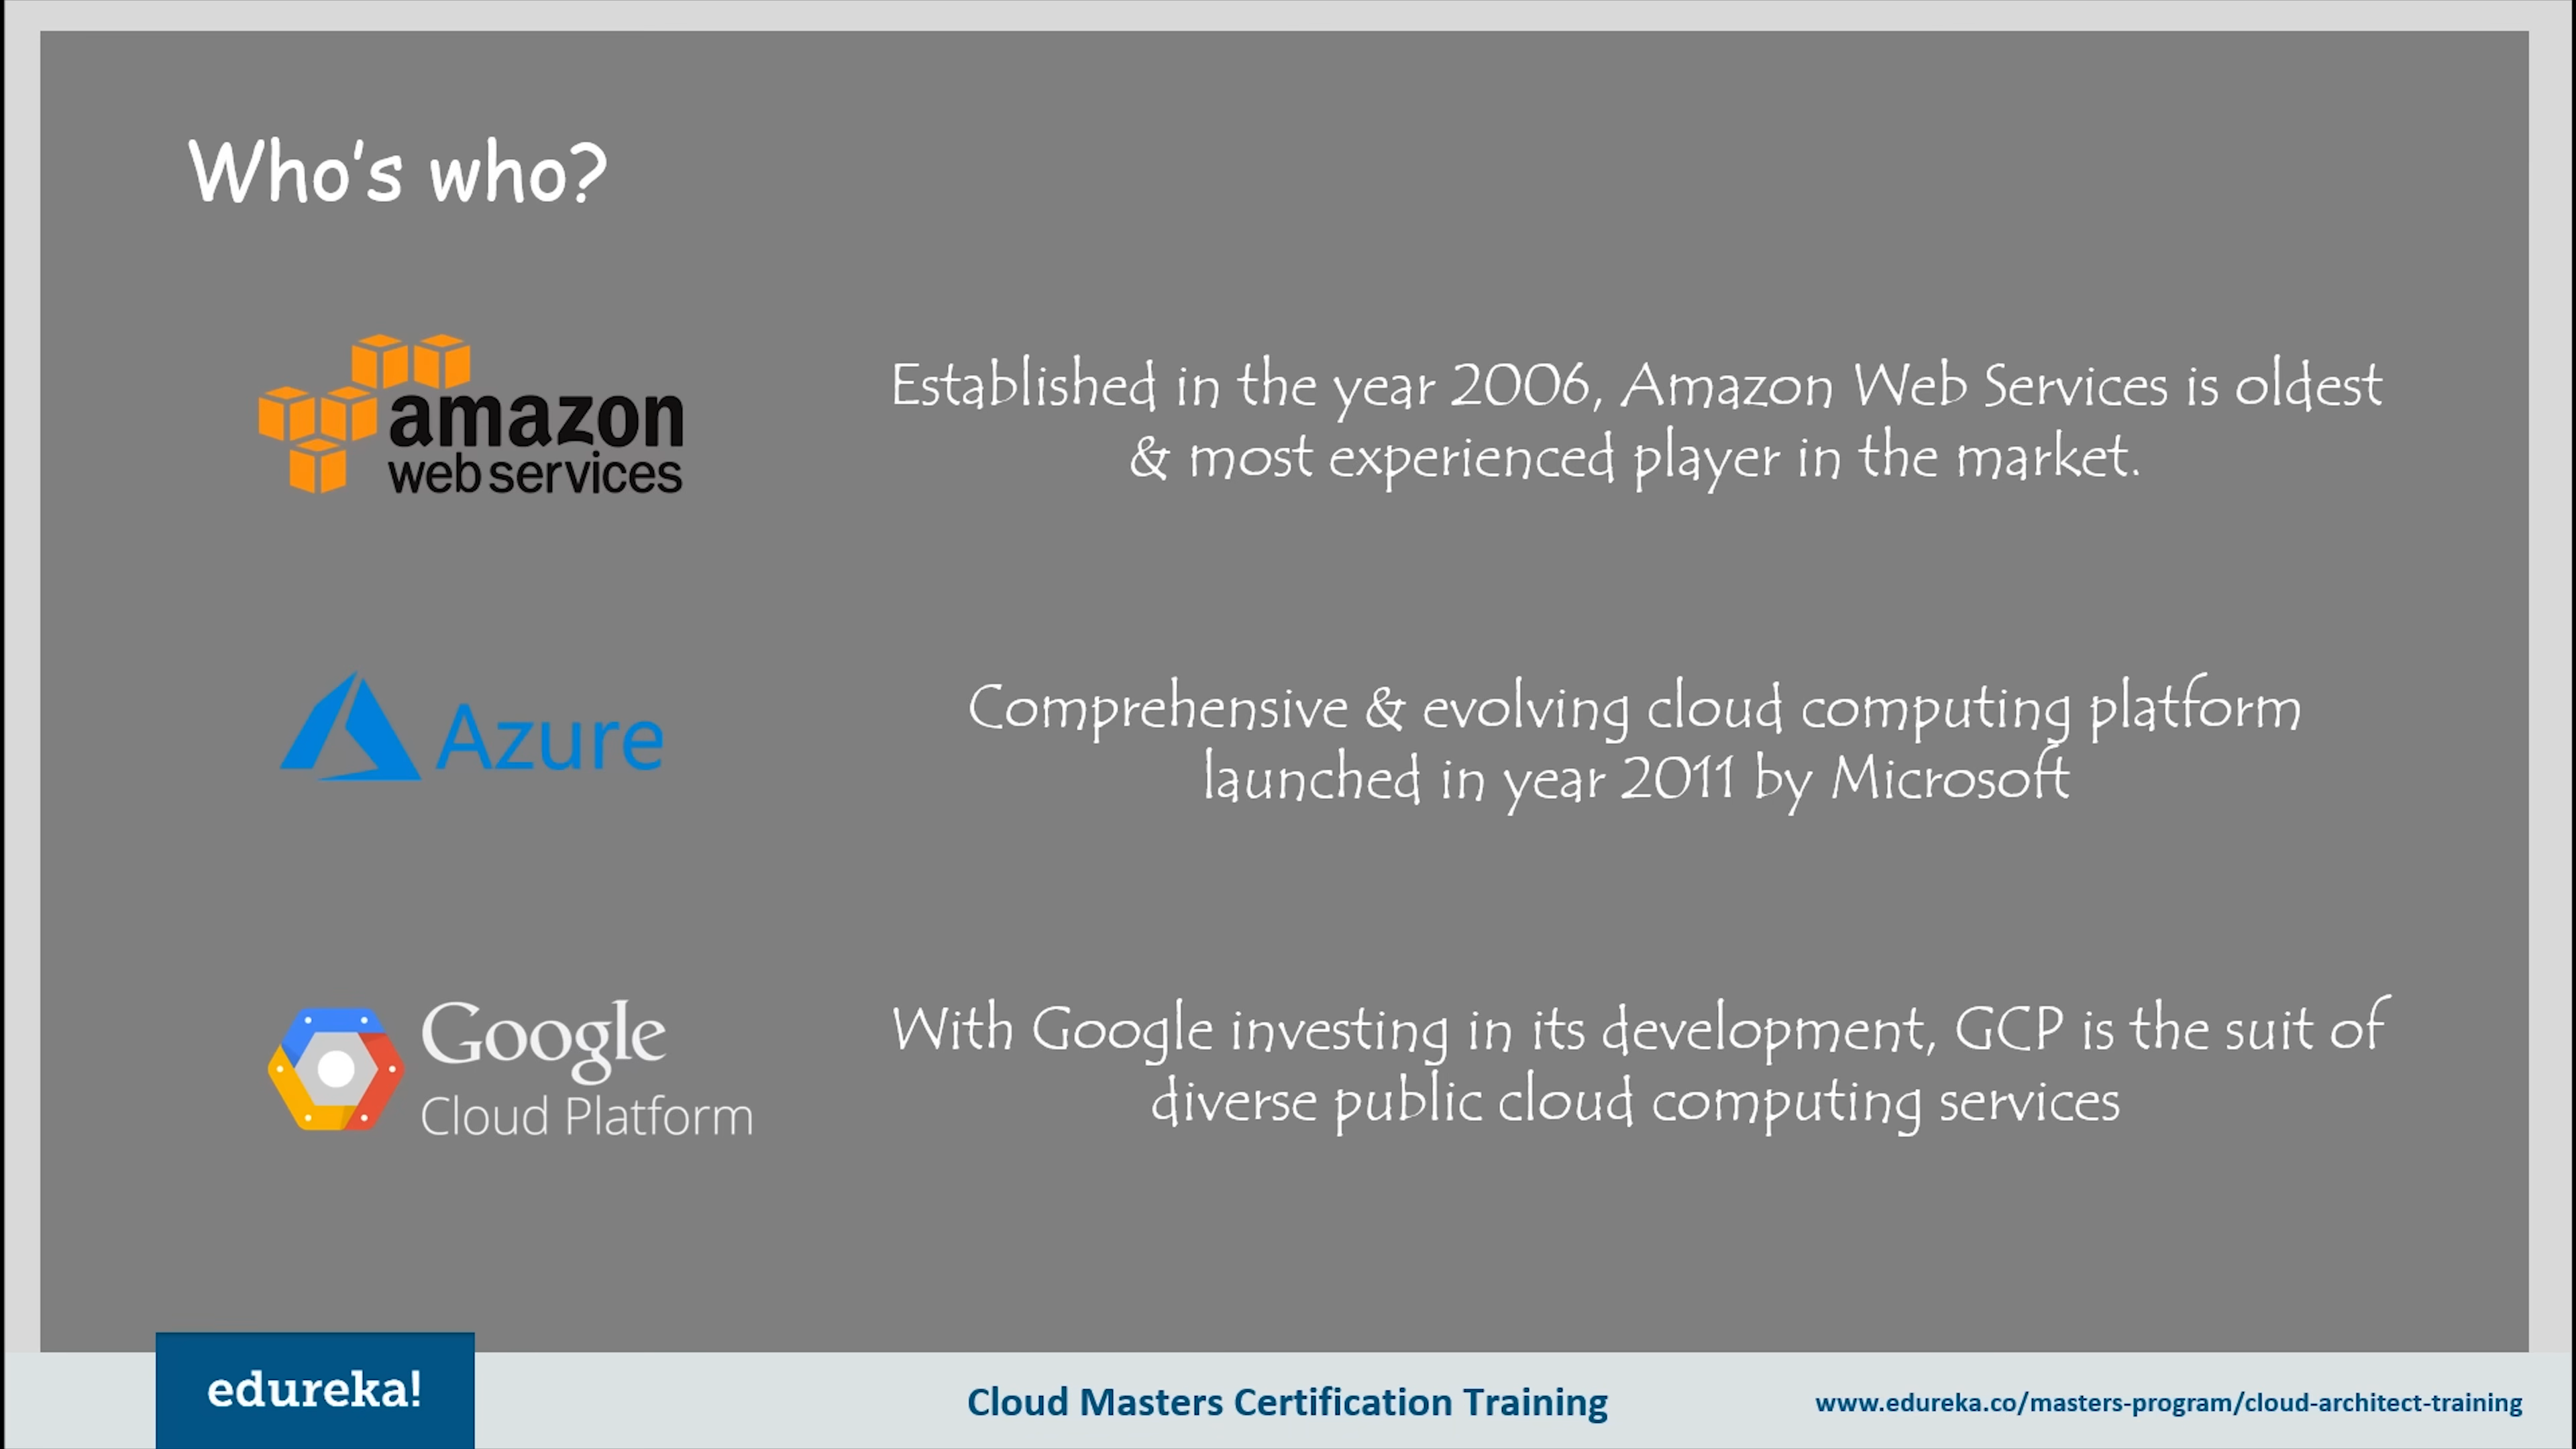 Who's who?
amazon
web services
Established in the year 2006, Amazon Web Services is oldest
& most experienced player in the market.
Azure
Comprehensive & evolving cloud computing platform
launched in year 2011 by Microsoft
Google
Cloud Platform
With Google investing in its development, GCP is the suit of
diverse public cloud computing services
edureka!
Cloud Masters Certification Training
www.edureka.co/masters-program/cloud-architect-training